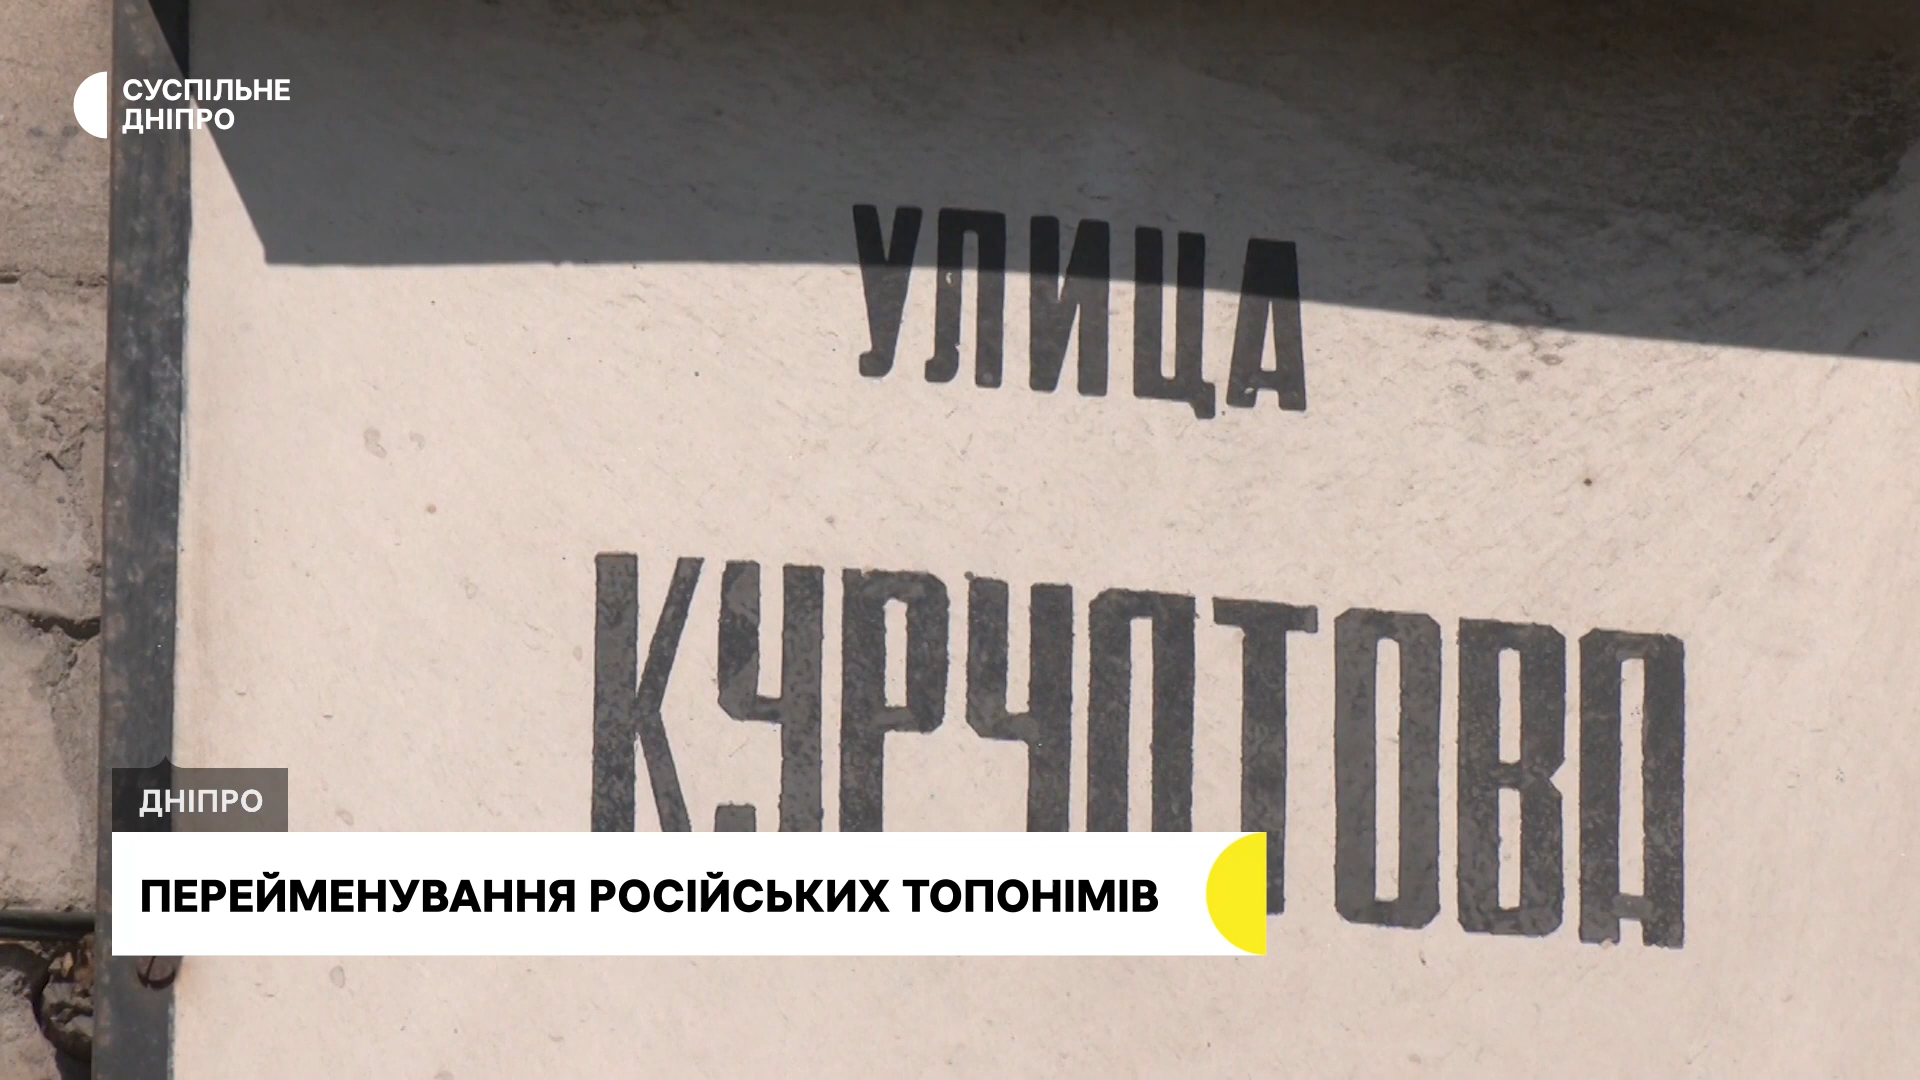 СУСПІЛЬНЕ
ДНІПРО
УЛИЦА
КУРЧАТОВА
ДНІПРО
ПЕРЕЙМЕНУВАННЯ РОСІЙСЬКИХ ТОПОНІМІВ